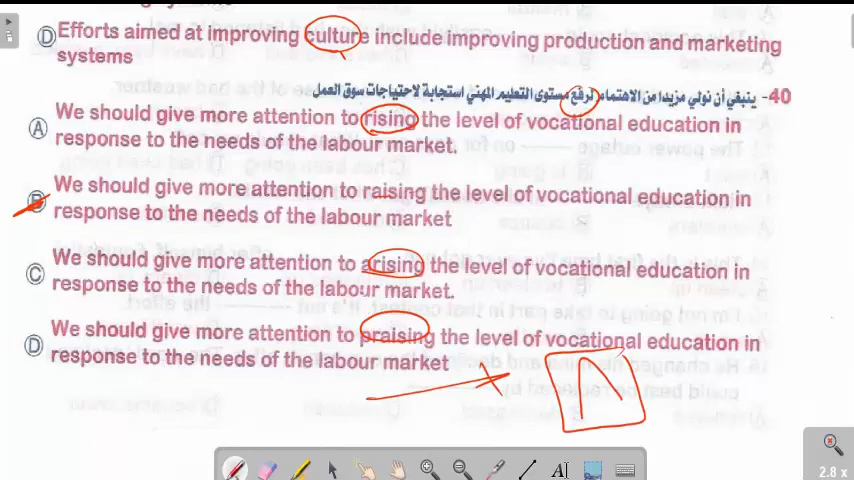 D Efforts aimed at improving culture include improving production and marketing
systems
40- ينبغي أن نولي مزيدا من الاهتمام لرفع مستوى التعليم المهني استجابة لاحتياجات سوق العمل
A We should give more attention to rising the level of vocational education in
response to the needs of the labour market.
B We should give more attention to raising the level of vocational education in
response to the needs of the labour market
C We should give more attention to arising the level of vocational education in
response to the needs of the labour market.
D We should give more attention to praising the level of vocational education in
response to the needs of the labour market
2.8 x